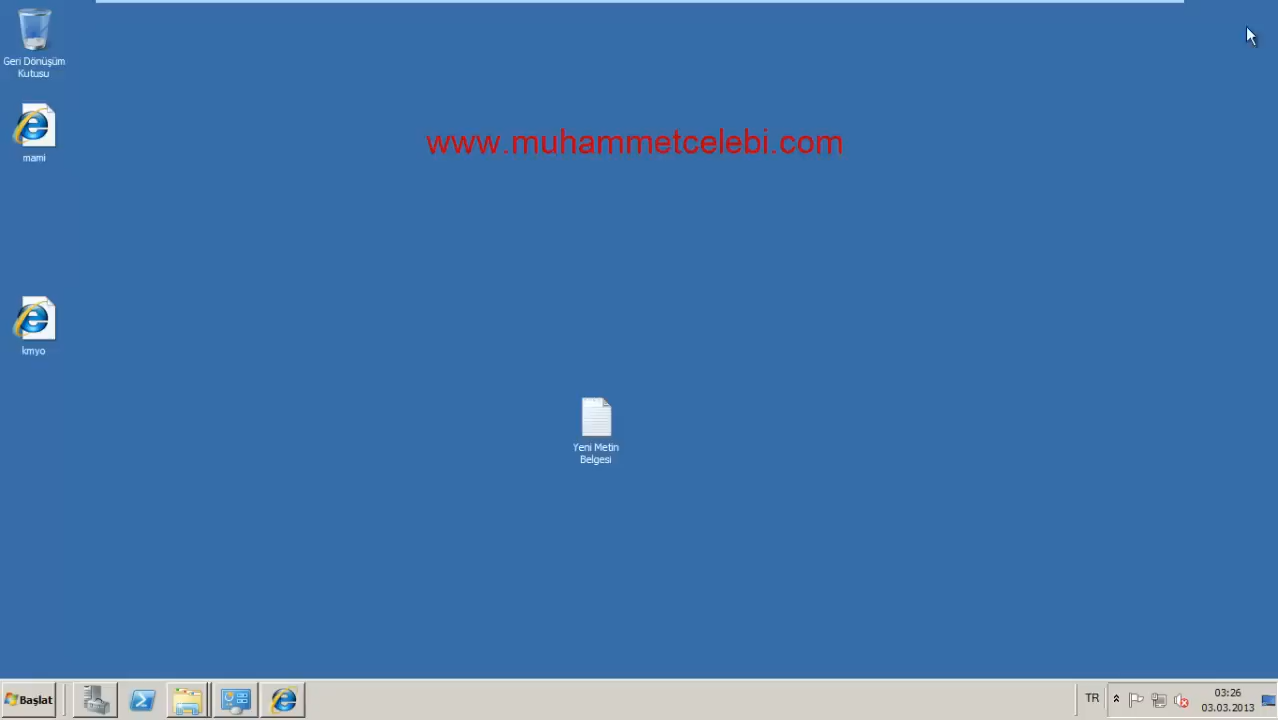 Geri Dönüşüm
Kutusu
mami
www.muhammetcelebi.com
kmyo
Yeni Metin
Belgesi
Başlat
TR
03:26
03.03.2013